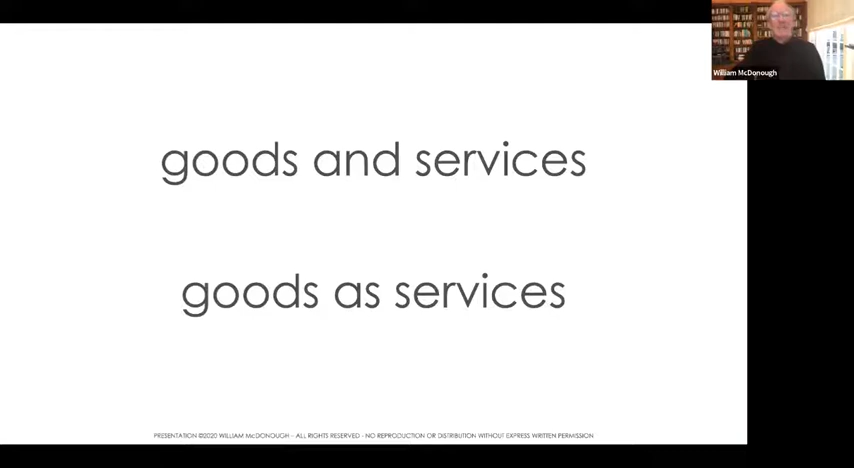 William McDonough
goods and services
goods as services
PRESENTATION ©2020 WILLIAM McDONOUGH - ALL RIGHTS RESERVED - NO REPRODUCTION OR DISTRIBUTION WITHOUT EXPRESS WRITTEN PERMISSION